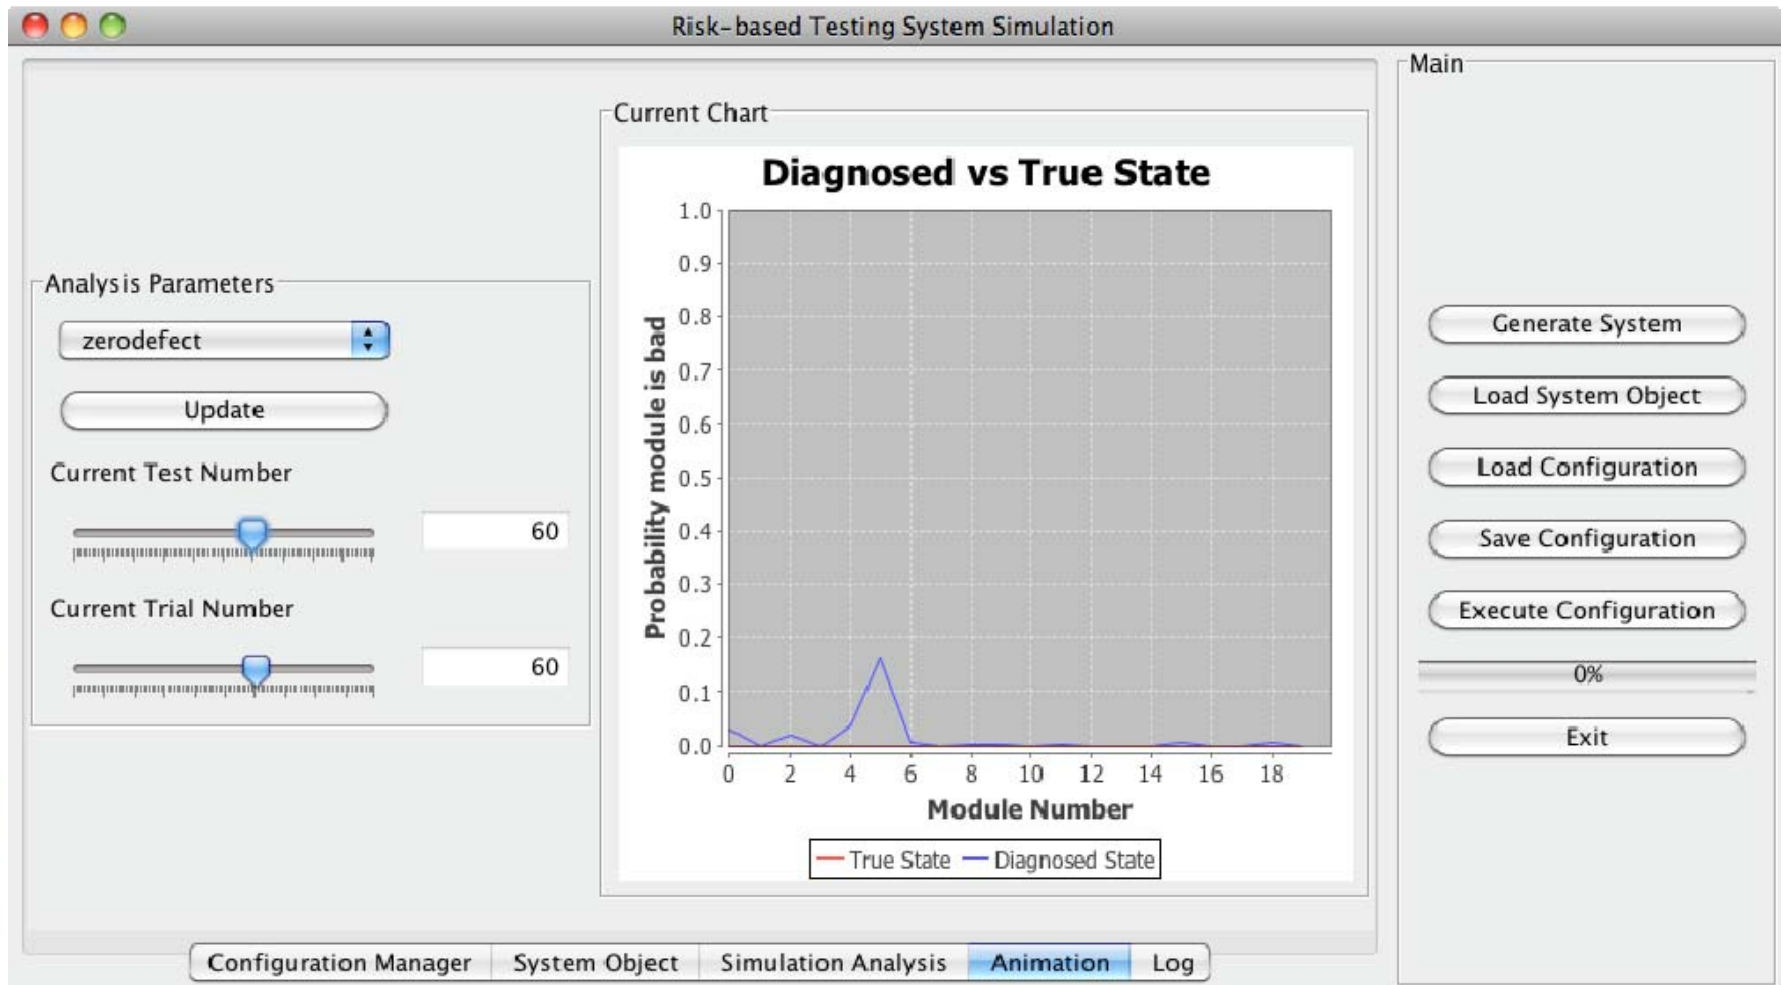 Risk-based Testing System Simulation
Analysis Parameters
zerodefect
Update
Current Test Number
60
Current Trial Number
60
Current Chart
Diagnosed vs True State
Probability module is bad
1.0
0.9
0.8
0.7
0.6
0.5
0.4
0.3
0.2
0.1
0.0
0 2 4 6 8 10 12 14 16 18
Module Number
True State Diagnosed State
Main
Generate System
Load System Object
Load Configuration
Save Configuration
Execute Configuration
0%
Exit
Configuration Manager System Object Simulation Analysis Animation Log